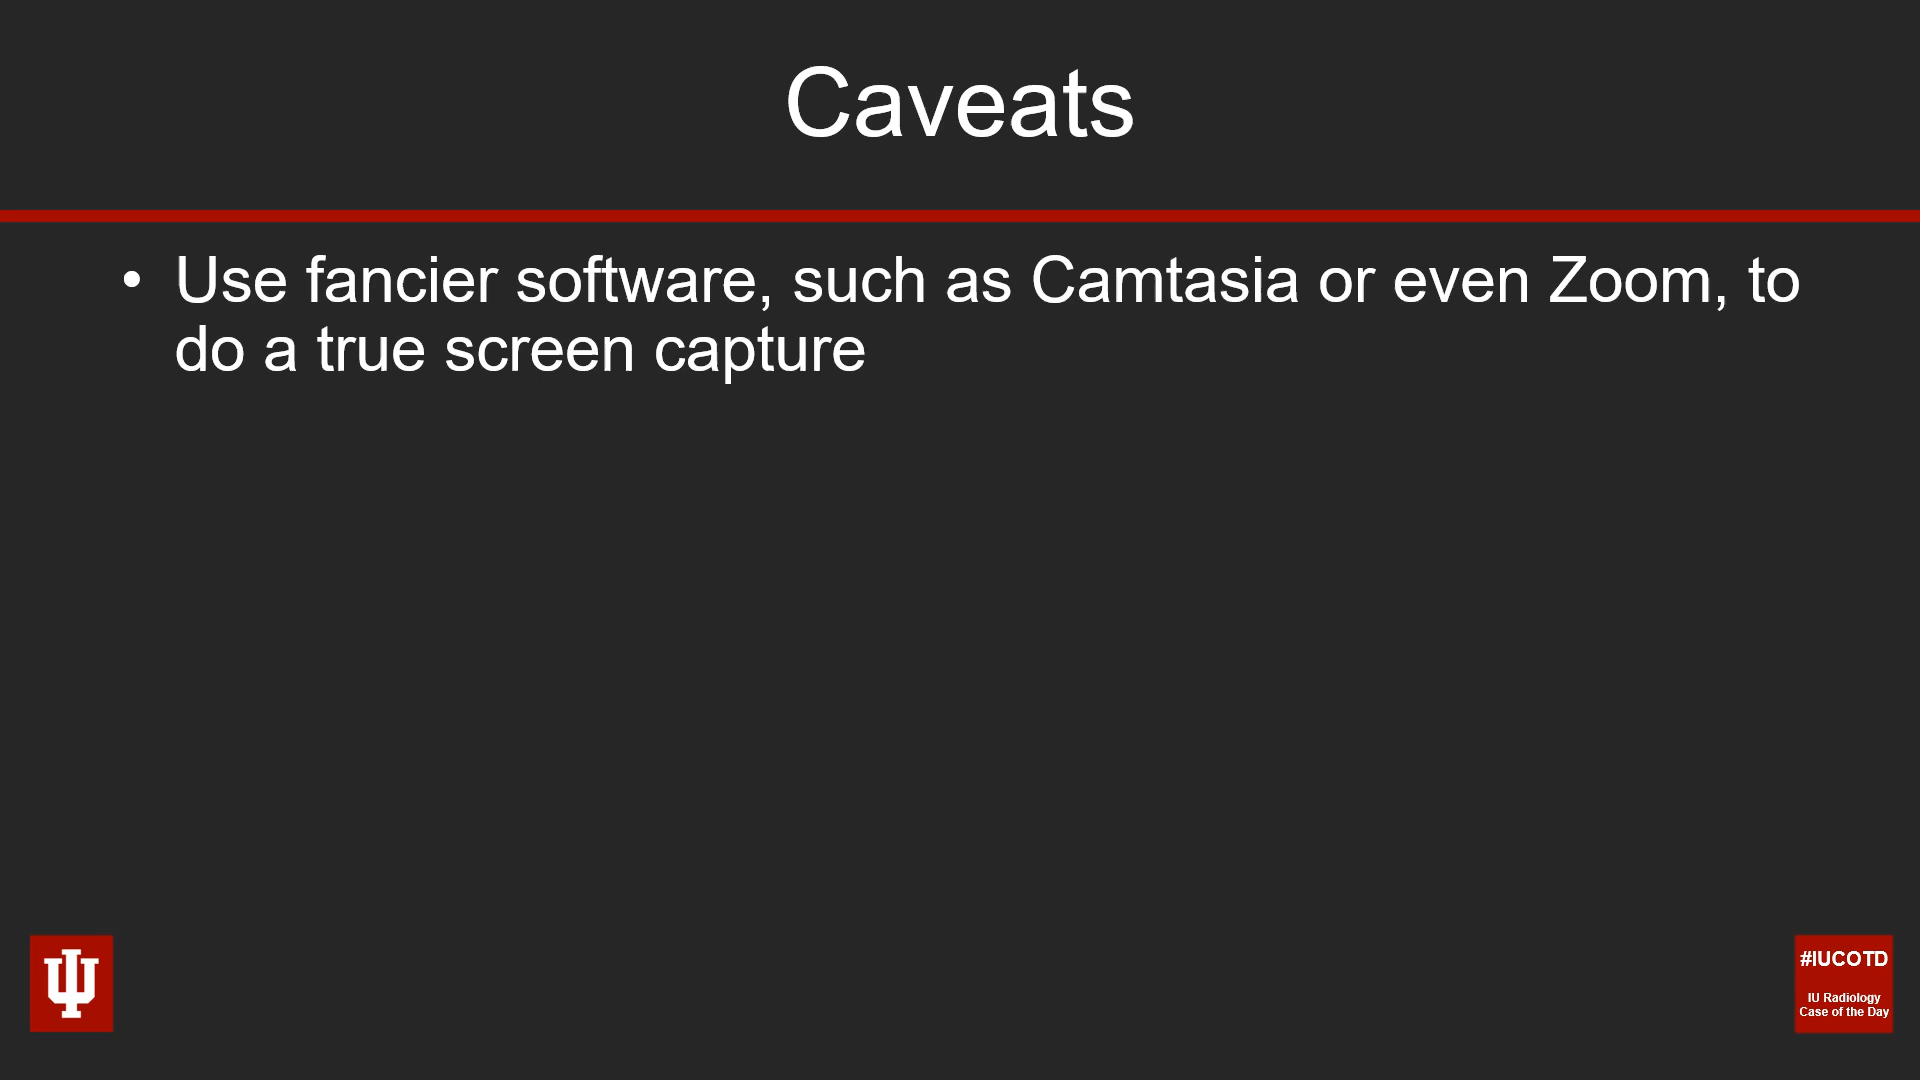 Caveats
• Use fancier software, such as Camtasia or even Zoom, to
do a true screen capture
#IUCOTD
IU Radiology
Case of the Day